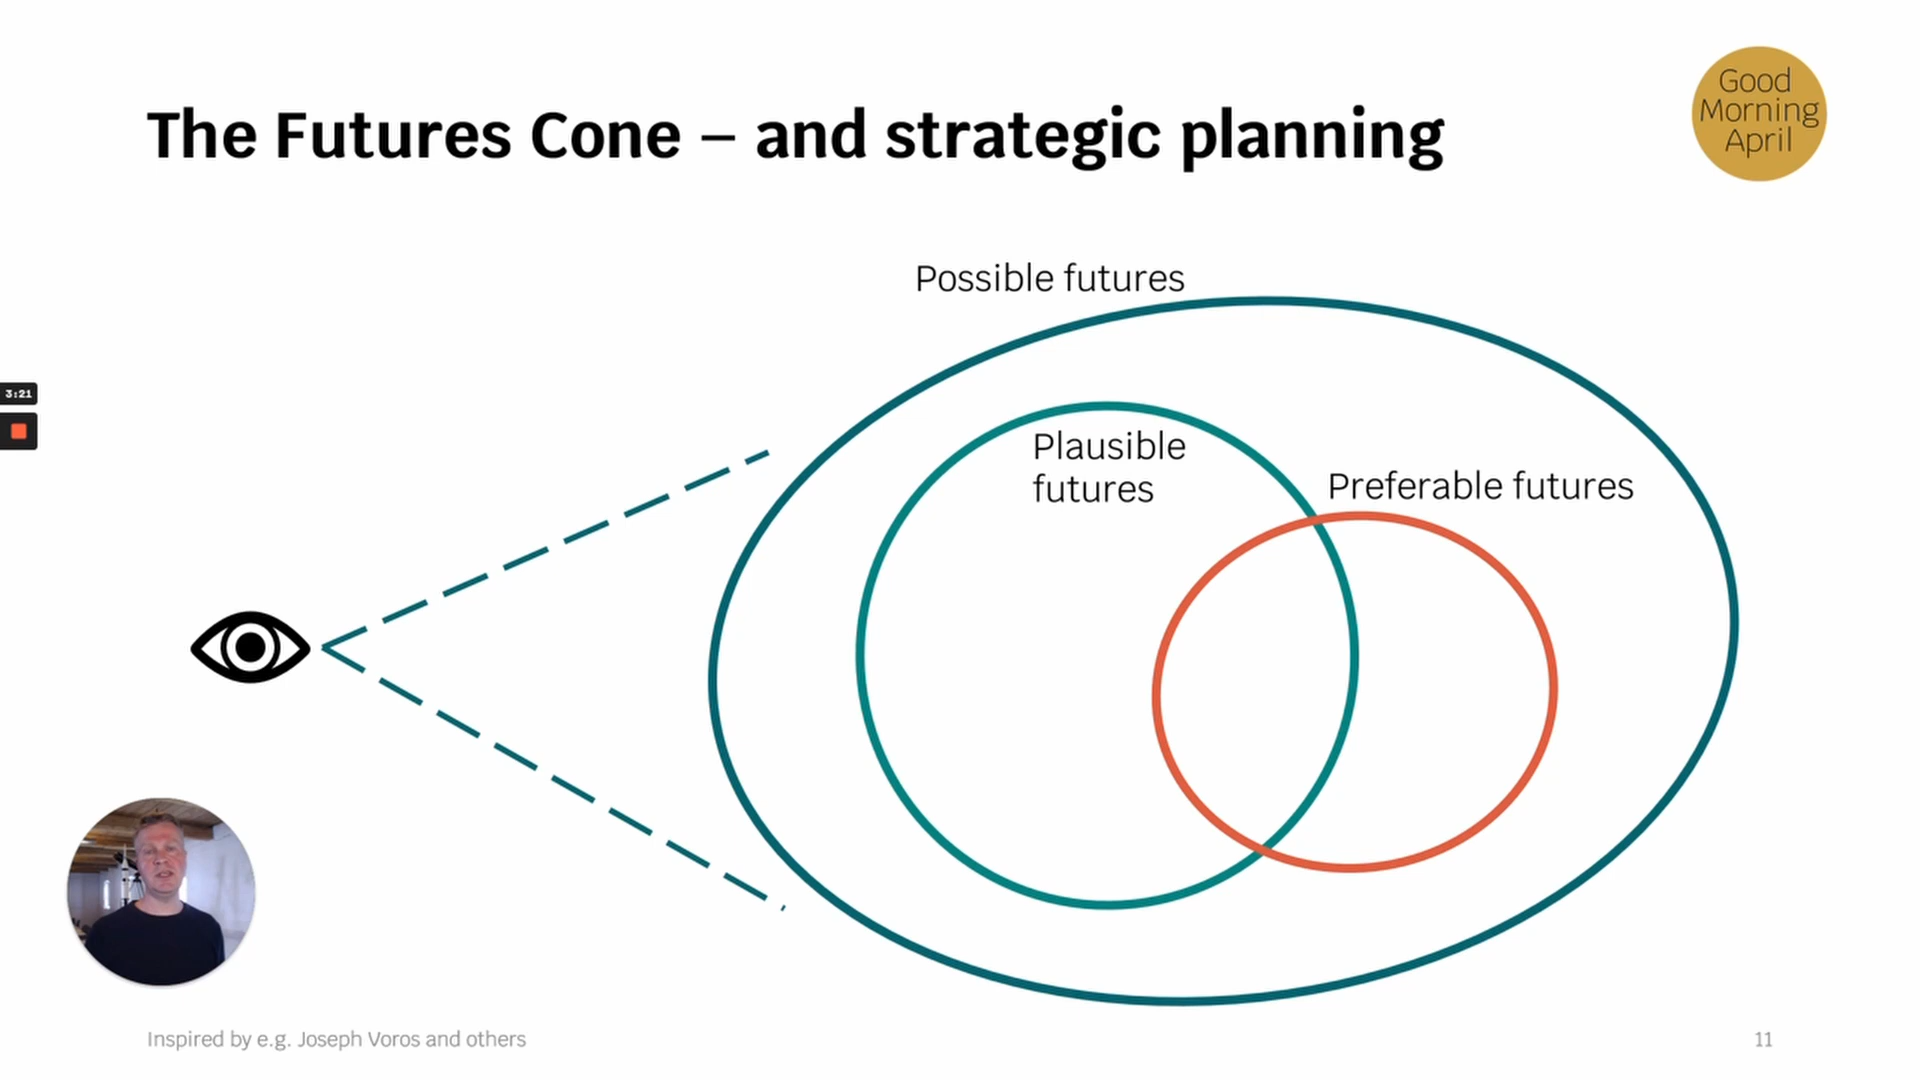 The Futures Cone – and strategic planning
Good
Morning
April
Possible futures
3:21
Plausible
futures
Preferable futures
Inspired by e.g. Joseph Voros and others
11